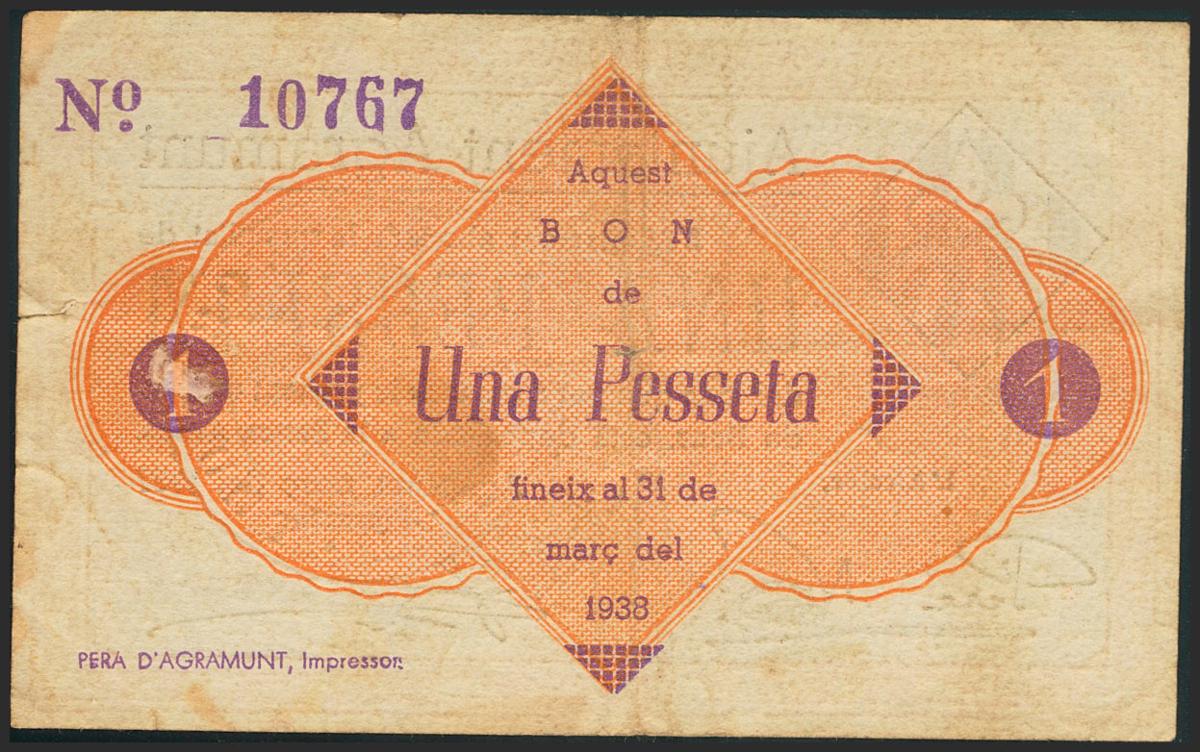 Nº 10767
Aquest
BON
de
Una Pesseta
1
1
fineix al 31 de
març del
1938
PERA D'AGRAMUNT, Impressor.